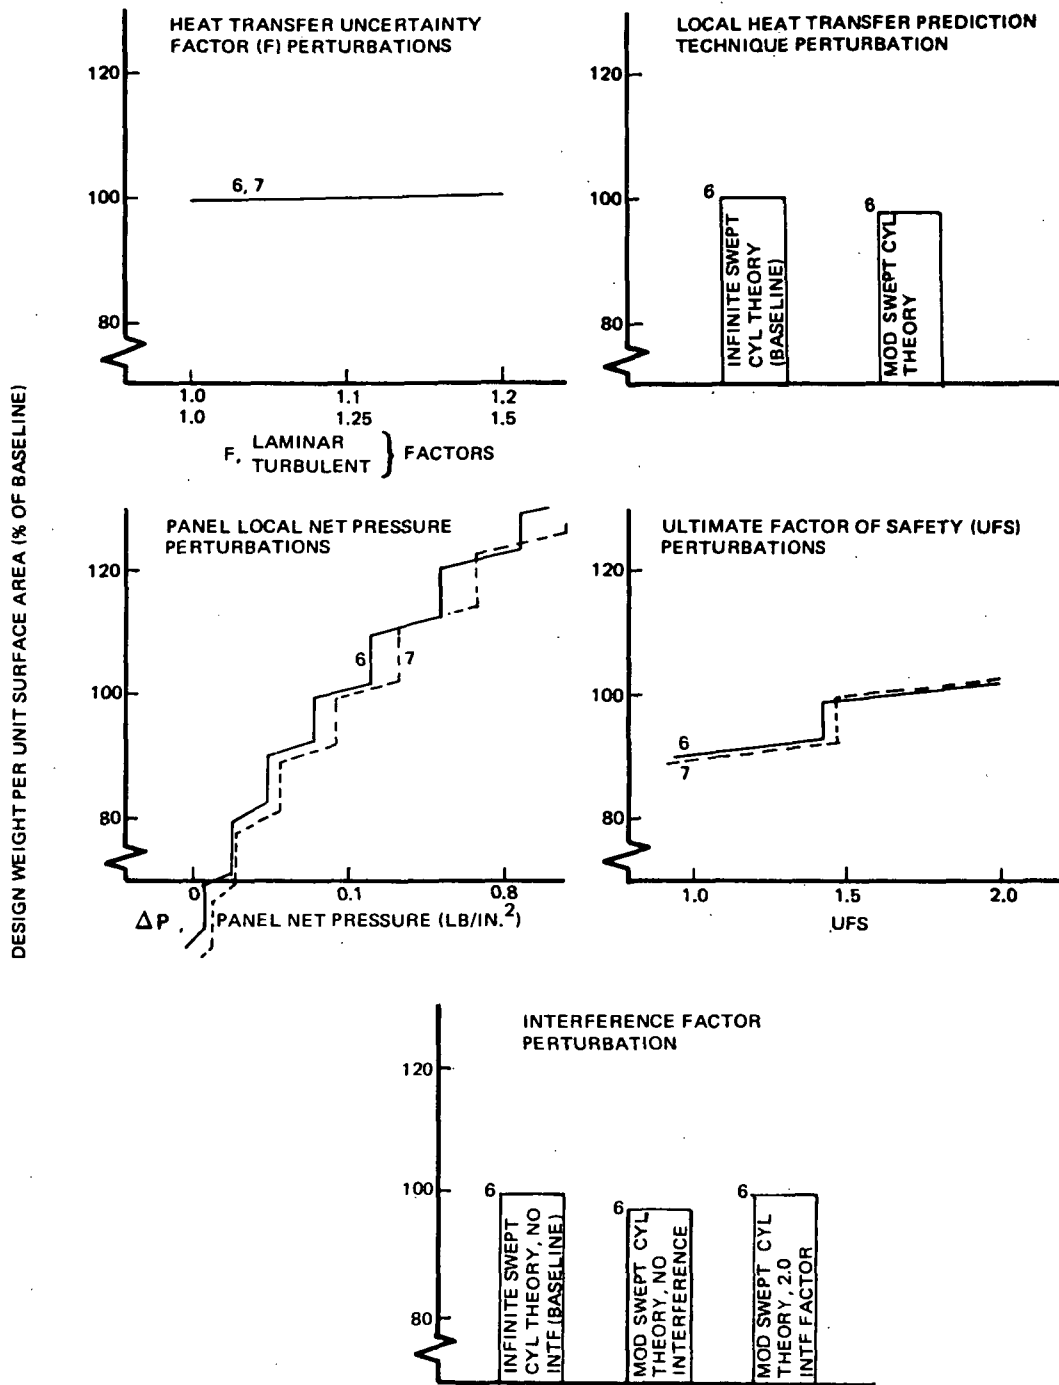 HEAT TRANSFER UNCERTAINTY
FACTOR (F) PERTURBATIONS
120
100
80
6, 7
1.0 1.1 1.2
1.0 1.25 1.5
F, LAMINAR
TURBULENT } FACTORS
LOCAL HEAT TRANSFER PREDICTION
TECHNIQUE PERTURBATION
120
100
80
6
INFINITE SWEPT
CYL THEORY
(BASELINE)
6
MOD SWEPT CYL
THEORY
DESIGN WEIGHT PER UNIT SURFACE AREA (% OF BASELINE)
PANEL LOCAL NET PRESSURE
PERTURBATIONS
120
100
80
6 7
0 0.1 0.8
ΔP, PANEL NET PRESSURE (LB/IN.²)
ULTIMATE FACTOR OF SAFETY (UFS)
PERTURBATIONS
120
100
80
6
7
1.0 1.5 2.0
UFS
INTERFERENCE FACTOR
PERTURBATION
120
100
80
6
INFINITE SWEPT
CYL THEORY, NO
INTF (BASELINE)
6
MOD SWEPT CYL
THEORY, NO
INTERFERENCE
6
MOD SWEPT CYL
THEORY, 2.0
INTF FACTOR